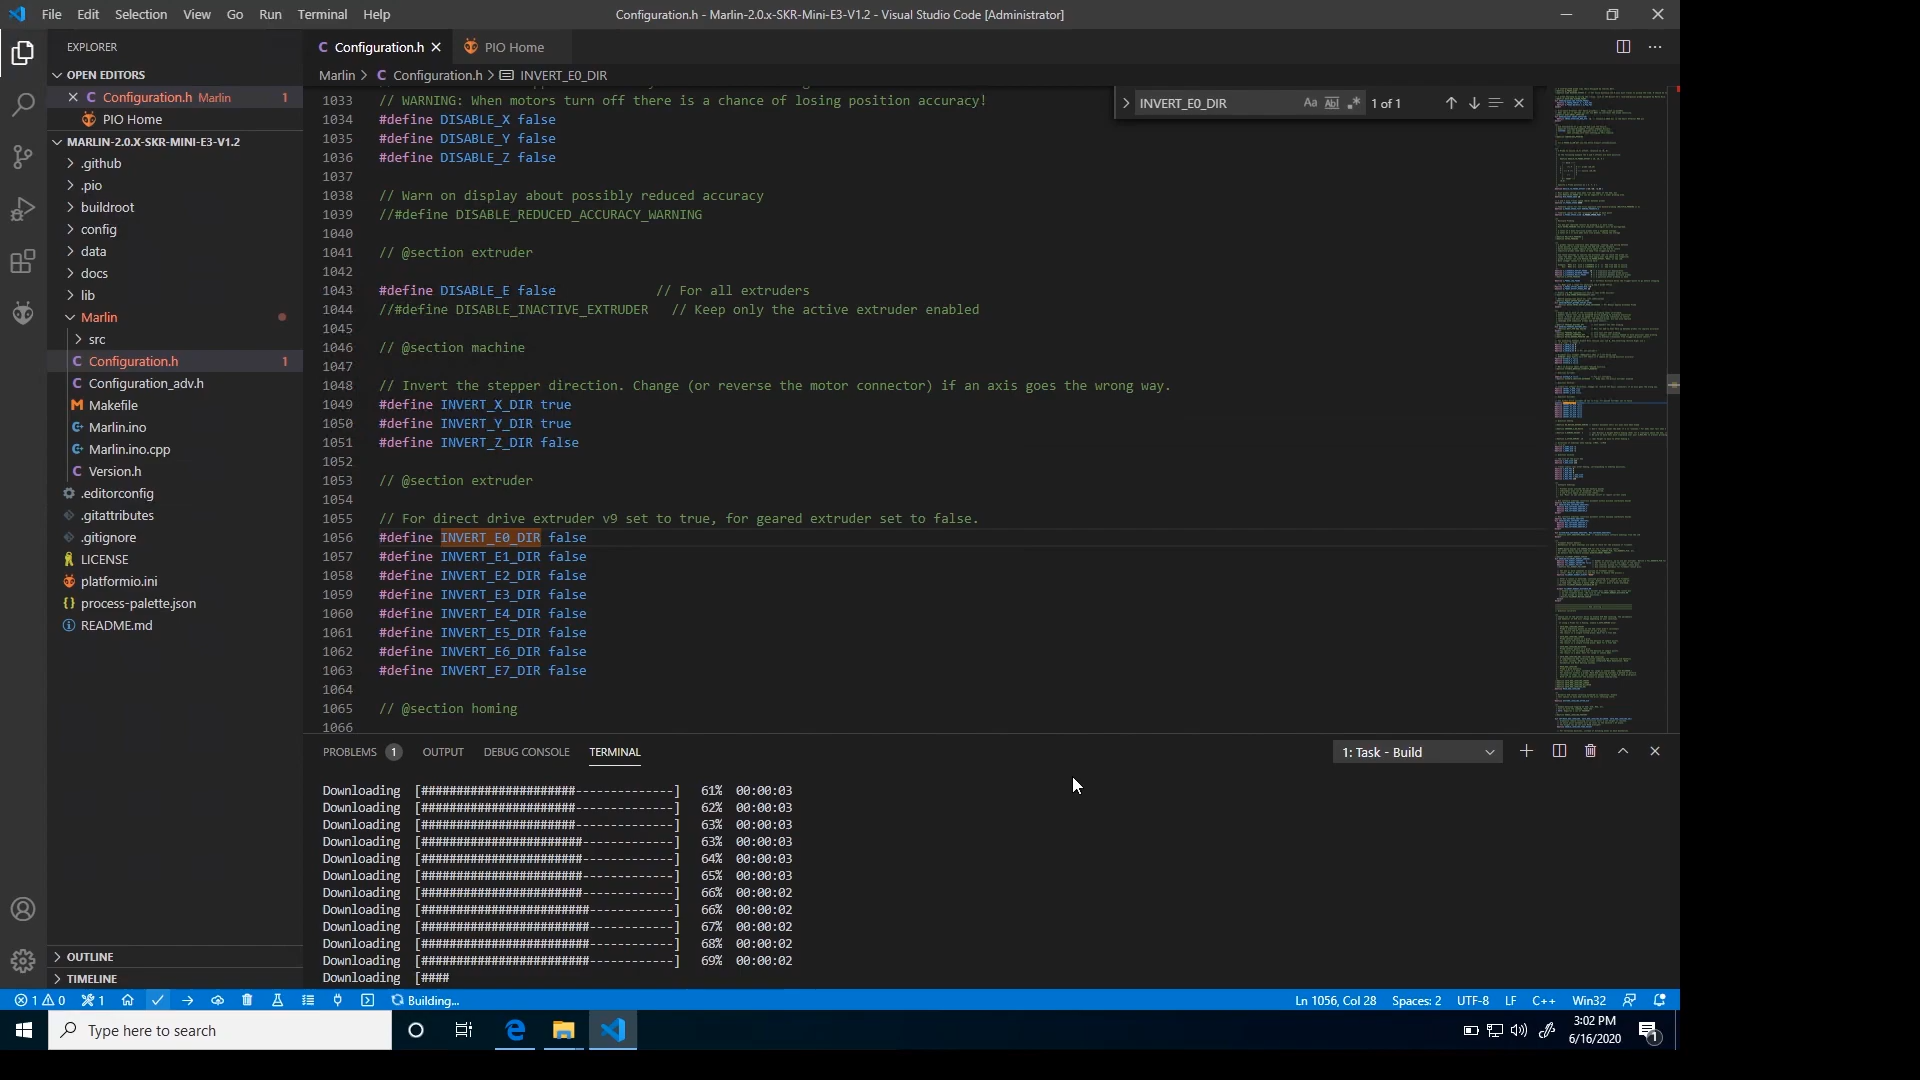 File Edit Selection View Go Run Terminal Help
Configuration.h - Marlin-2.0.x-SKR-Mini-E3-V1.2 - Visual Studio Code [Administrator]
EXPLORER
OPEN EDITORS
Configuration.h Marlin 1
PIO Home
MARLIN-2.0.X-SKR-MINI-E3-V1.2
.github
.pio
buildroot
config
data
docs
lib
Marlin
src
Configuration.h 1
Configuration_adv.h
Makefile
Marlin.ino
Marlin.ino.cpp
Version.h
.editorconfig
.gitattributes
.gitignore
LICENSE
platformio.ini
process-palette.json
README.md
OUTLINE
TIMELINE
Configuration.h
PIO Home
Marlin > Configuration.h > INVERT_E0_DIR
INVERT_E0_DIR Aa Abl .* 1 of 1
1033 // WARNING: When motors turn off there is a chance of losing position accuracy!
1034 #define DISABLE_X false
1035 #define DISABLE_Y false
1036 #define DISABLE_Z false
1037
1038 // Warn on display about possibly reduced accuracy
1039 //#define DISABLE_REDUCED_ACCURACY_WARNING
1040
1041 // @section extruder
1042
1043 #define DISABLE_E false // For all extruders
1044 //#define DISABLE_INACTIVE_EXTRUDER // Keep only the active extruder enabled
1045
1046 // @section machine
1047
1048 // Invert the stepper direction. Change (or reverse the motor connector) if an axis goes the wrong way.
1049 #define INVERT_X_DIR true
1050 #define INVERT_Y_DIR true
1051 #define INVERT_Z_DIR false
1052
1053 // @section extruder
1054
1055 // For direct drive extruder v9 set to true, for geared extruder set to false.
1056 #define INVERT_E0_DIR false
1057 #define INVERT_E1_DIR false
1058 #define INVERT_E2_DIR false
1059 #define INVERT_E3_DIR false
1060 #define INVERT_E4_DIR false
1061 #define INVERT_E5_DIR false
1062 #define INVERT_E6_DIR false
1063 #define INVERT_E7_DIR false
1064
1065 // @section homing
1066
PROBLEMS 1 OUTPUT DEBUG CONSOLE TERMINAL
1: Task - Build
Downloading [######################--------------] 61% 00:00:03
Downloading [######################--------------] 62% 00:00:03
Downloading [######################--------------] 63% 00:00:03
Downloading [#######################-------------] 63% 00:00:03
Downloading [#######################-------------] 64% 00:00:03
Downloading [#######################-------------] 65% 00:00:03
Downloading [#######################-------------] 66% 00:00:02
Downloading [########################------------] 66% 00:00:02
Downloading [########################------------] 67% 00:00:02
Downloading [########################------------] 68% 00:00:02
Downloading [########################------------] 69% 00:00:02
Downloading [####
1 0 1 Building...
Ln 1056, Col 28 Spaces: 2 UTF-8 LF C++ Win32
Type here to search
3:02 PM
6/16/2020
1